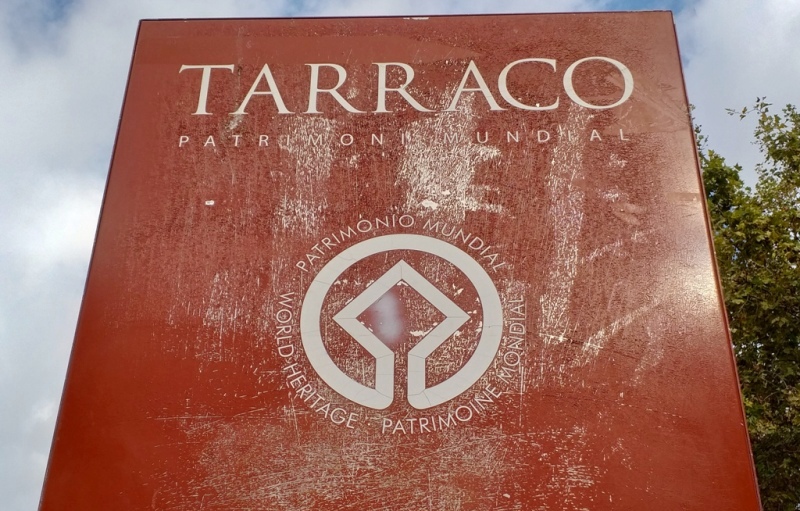 TARRACO
PATRIMONI MUNDIAL
PATRIMONIO MUNDIAL
WORLD HERITAGE · PATRIMOINE MONDIAL